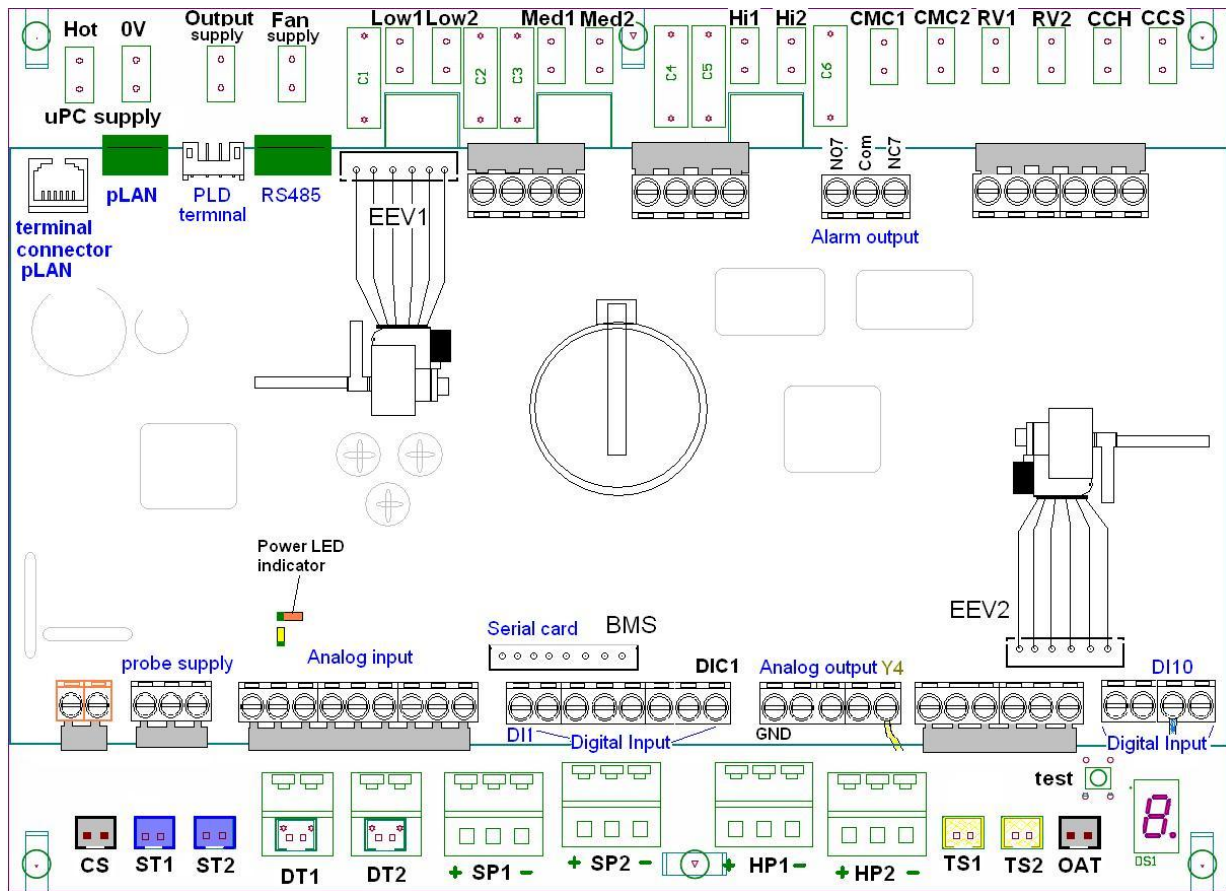 Hot
0V
Output
supply
Fan
supply
Low1
Low2
Med1
Med2
Hi1
Hi2
CMC1
CMC2
RV1
RV2
CCH
CCS
C1
C2
C3
C4
C5
C6
uPC supply
pLAN
PLD
terminal
RS485
terminal
connector
pLAN
EEV1
NO7
Com
NC7
Alarm output
Power LED
indicator
EEV2
Serial card
BMS
probe supply
Analog input
DIC1
Analog output
Y4
DI10
DI1
Digital Input
GND
Digital Input
test
CS
ST1
ST2
DT1
DT2
+ SP1 -
+ SP2 -
+ HP1 -
+ HP2 -
TS1
TS2
OAT
8.
DS1